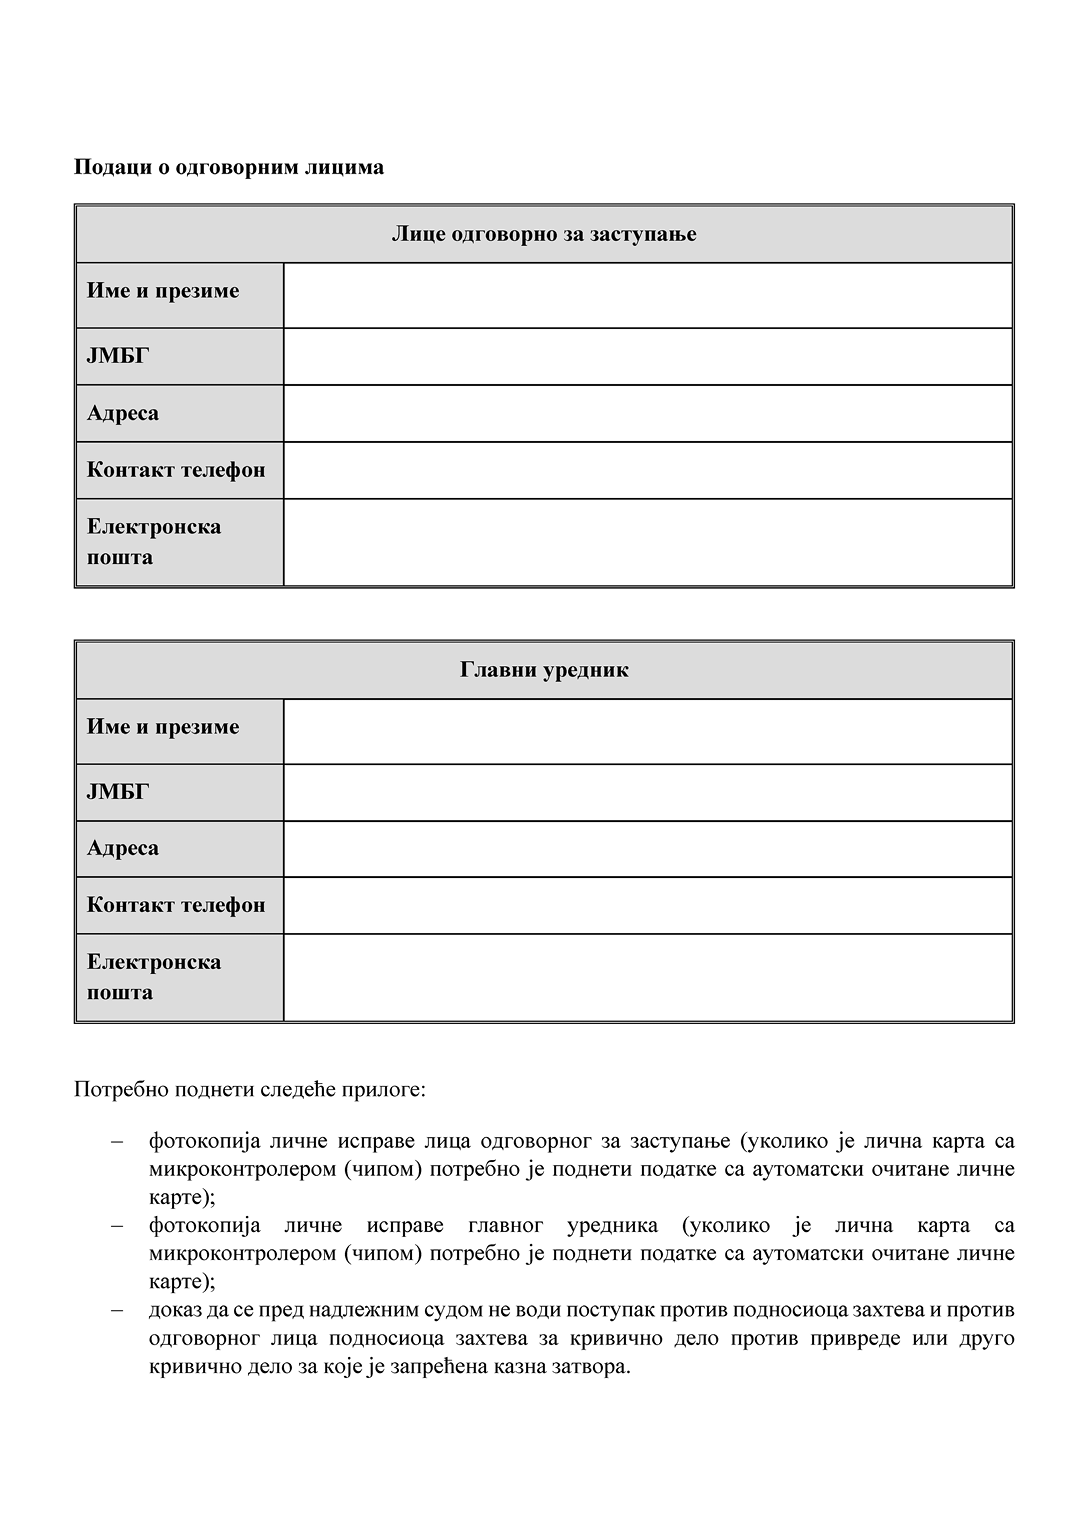 Подаци о одговорним лицима
Лице одговорно за заступање
Име и презиме
ЈМБГ
Адреса
Контакт телефон
Електронска
пошта
Главни уредник
Име и презиме
ЈМБГ
Адреса
Контакт телефон
Електронска
пошта
Потребно поднети следеће прилоге:
– фотокопија личне исправе лица одговорног за заступање (уколико је лична карта са
микроконтролером (чипом) потребно је поднети податке са аутоматски очитане личне
карте);
– фотокопија личне исправе главног уредника (уколико је лична карта са
микроконтролером (чипом) потребно је поднети податке са аутоматски очитане личне
карте);
– доказ да се пред надлежним судом не води поступак против подносиоца захтева и против
одговорног лица подносиоца захтева за кривично дело против привреде или друго
кривично дело за које је запрећена казна затвора.